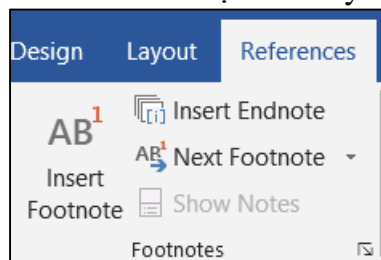 Design Layout References
AB1
Insert
Footnote
[i] Insert Endnote
AB1 Next Footnote
Show Notes
Footnotes